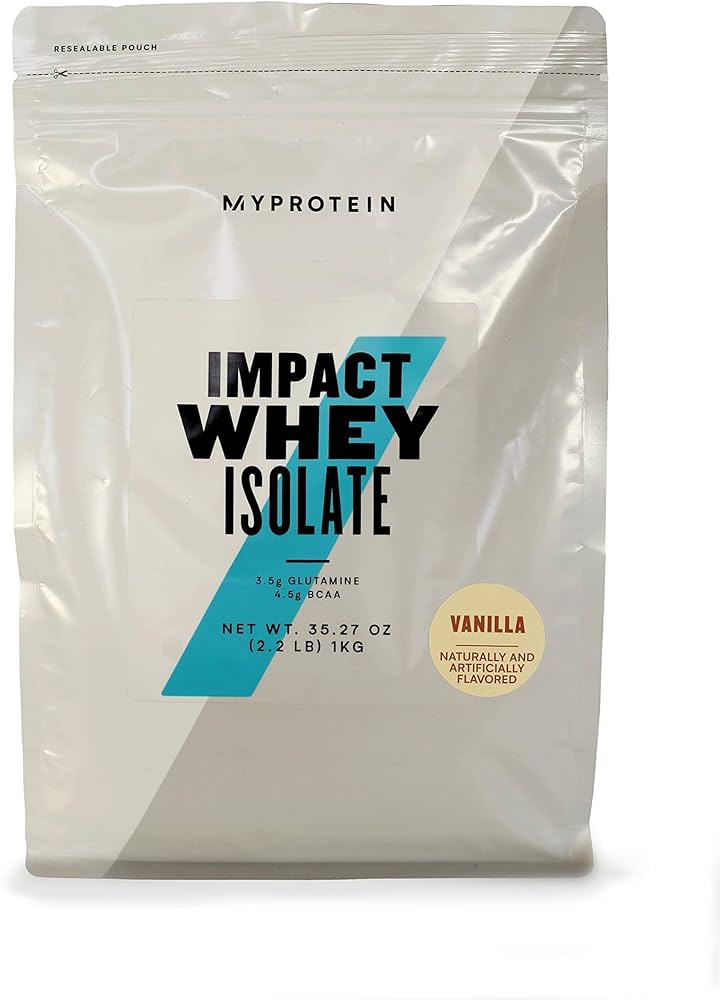 RESEALABLE POUCH
MYPROTEIN
IMPACT
WHEY
ISOLATE
3.5g GLUTAMINE
4.5g BCAA
NET WT. 35.27 OZ
(2.2 LB) 1KG
VANILLA
NATURALLY AND
ARTIFICIALLY
FLAVORED